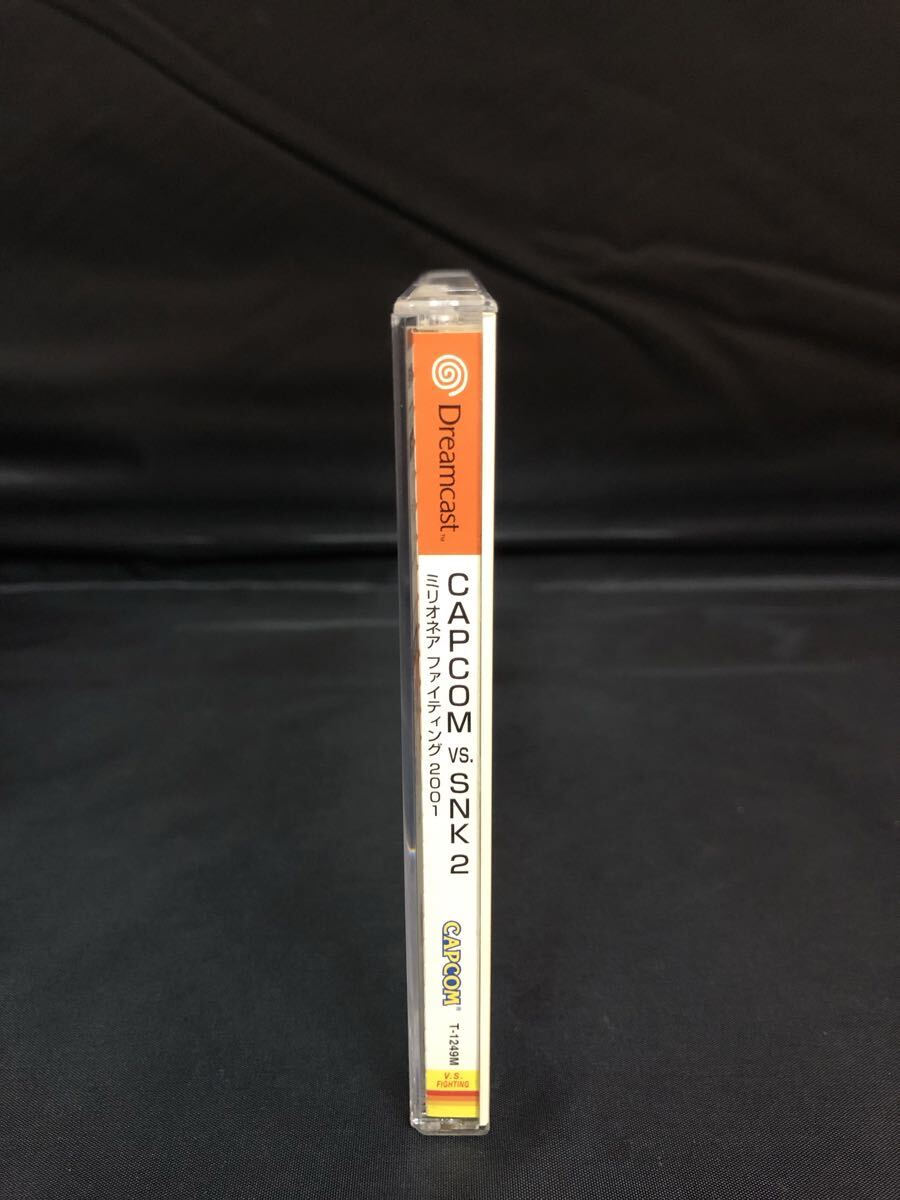 Dreamcast™
CAPCOM VS. SNK 2
ミリオネア ファイティング 2001
CAPCOM®
T-1249M
V.S.
FIGHTING